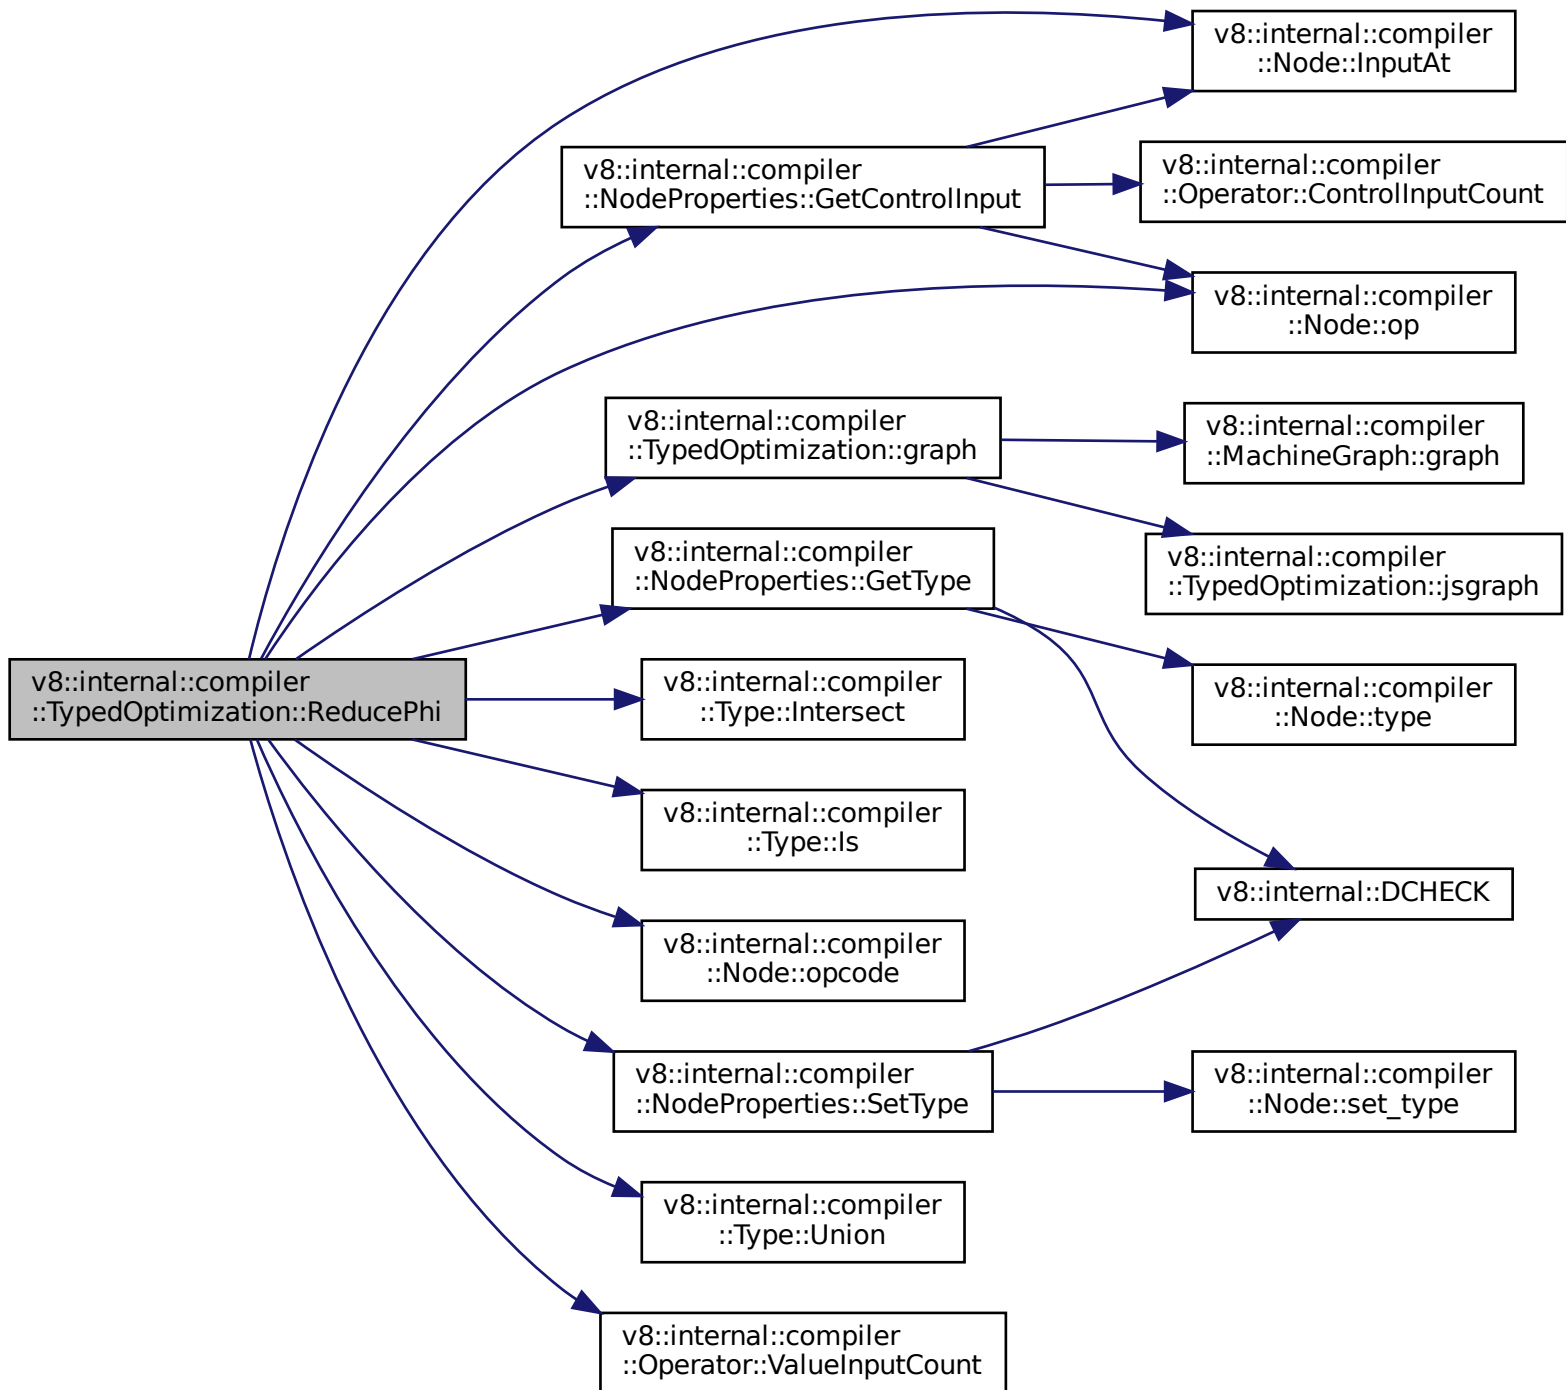 v8::internal::compiler
::Node::InputAt
v8::internal::compiler
::NodeProperties::GetControlInput
v8::internal::compiler
::Operator::ControlInputCount
v8::internal::compiler
::Node::op
v8::internal::compiler
::TypedOptimization::graph
v8::internal::compiler
::MachineGraph::graph
v8::internal::compiler
::NodeProperties::GetType
v8::internal::compiler
::TypedOptimization::jsgraph
v8::internal::compiler
::TypedOptimization::ReducePhi
v8::internal::compiler
::Type::Intersect
v8::internal::compiler
::Node::type
v8::internal::compiler
::Type::Is
v8::internal::DCHECK
v8::internal::compiler
::Node::opcode
v8::internal::compiler
::NodeProperties::SetType
v8::internal::compiler
::Node::set_type
v8::internal::compiler
::Type::Union
v8::internal::compiler
::Operator::ValueInputCount